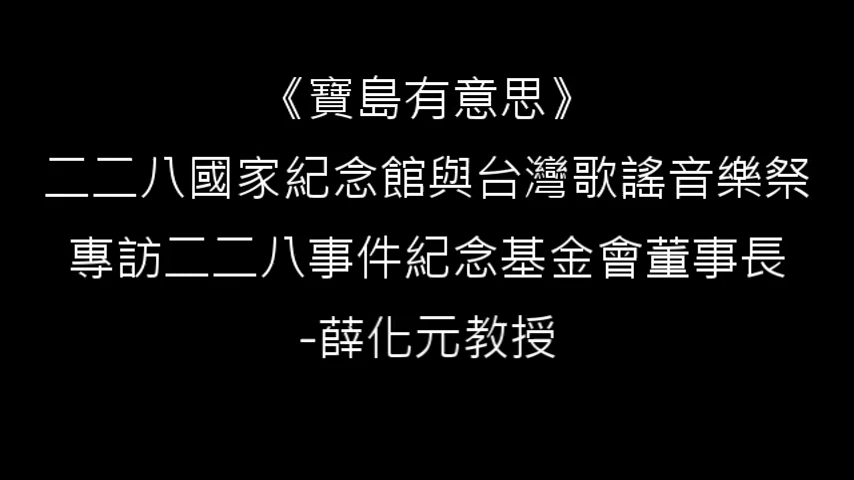 《寶島有意思》
二二八國家紀念館與台灣歌謠音樂祭
專訪二二八事件紀念基金會董事長
-薛化元教授